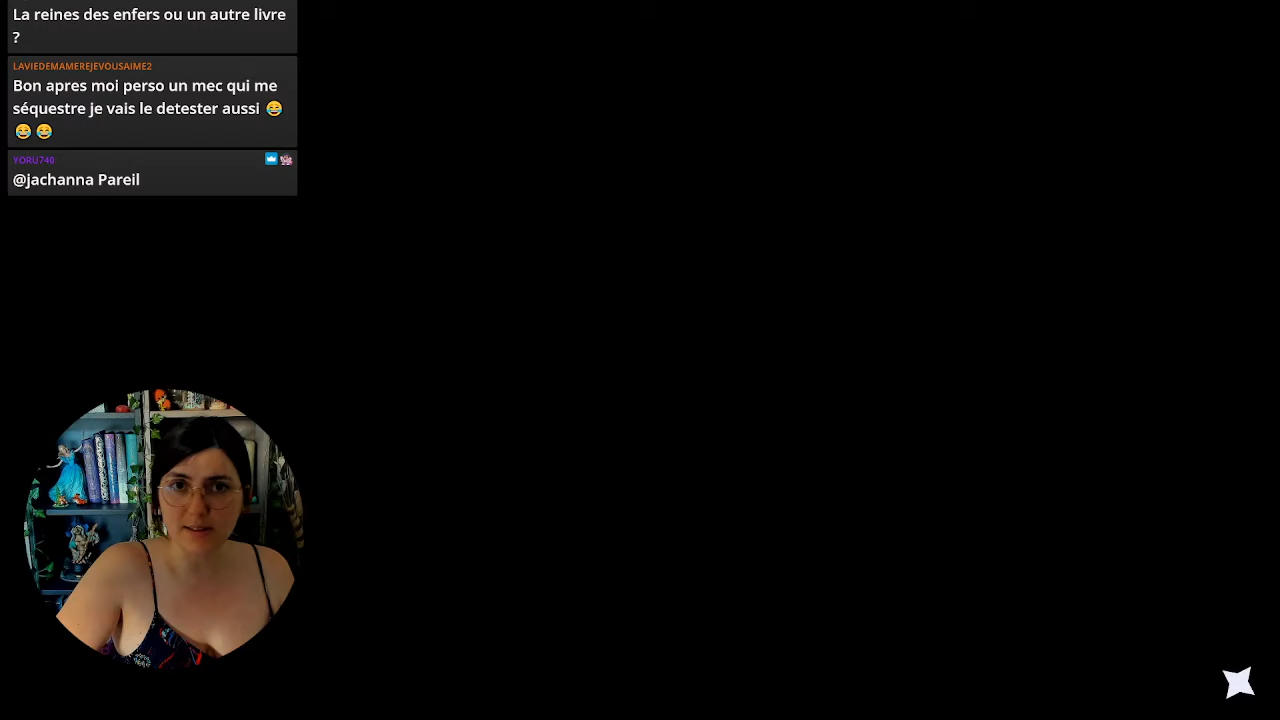 La reines des enfers ou un autre livre
?
LAVIEDEMAMEREJEVOUSAIME2
Bon apres moi perso un mec qui me
séquestre je vais le detester aussi 😂
😂 😂
YORU740
@jachanna Pareil